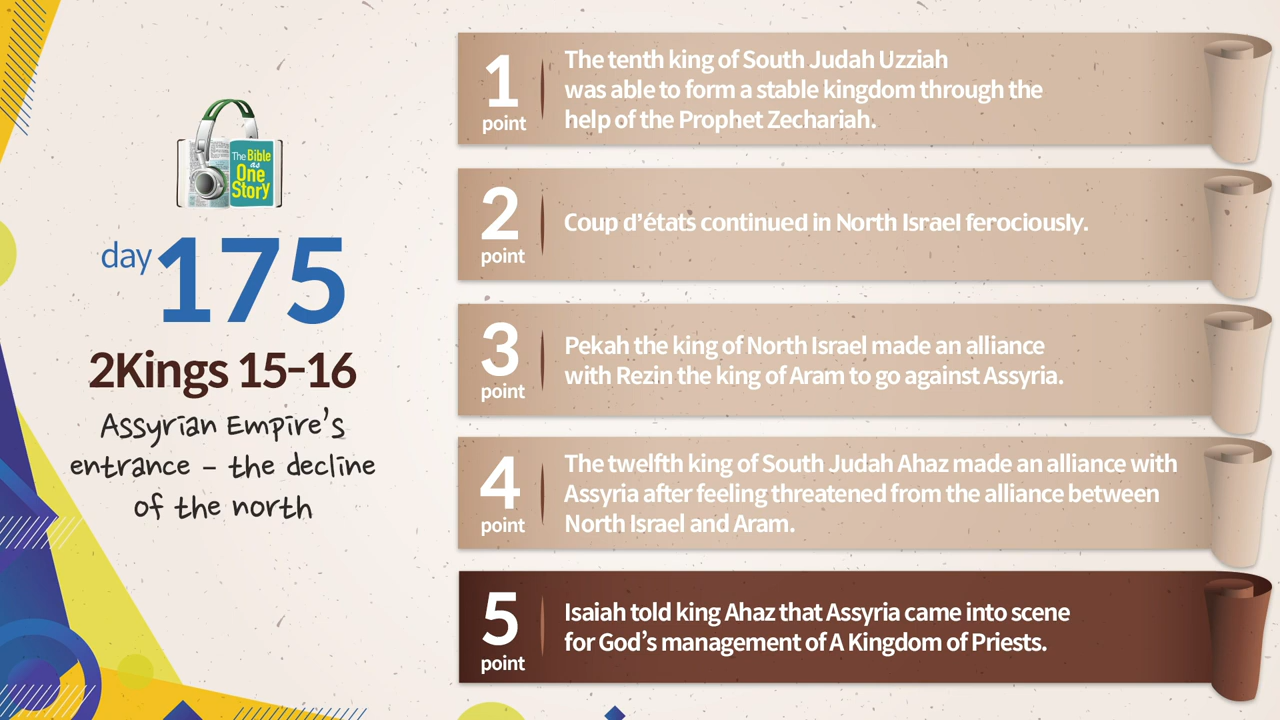 The Bible
as
One
Story
day 175
2Kings 15-16
Assyrian Empire's
entrance - the decline
of the north
1
point
The tenth king of South Judah Uzziah
was able to form a stable kingdom through the
help of the Prophet Zechariah.
2
point
Coup d'états continued in North Israel ferociously.
3
point
Pekah the king of North Israel made an alliance
with Rezin the king of Aram to go against Assyria.
4
point
The twelfth king of South Judah Ahaz made an alliance with
Assyria after feeling threatened from the alliance between
North Israel and Aram.
5
point
Isaiah told king Ahaz that Assyria came into scene
for God's management of A Kingdom of Priests.